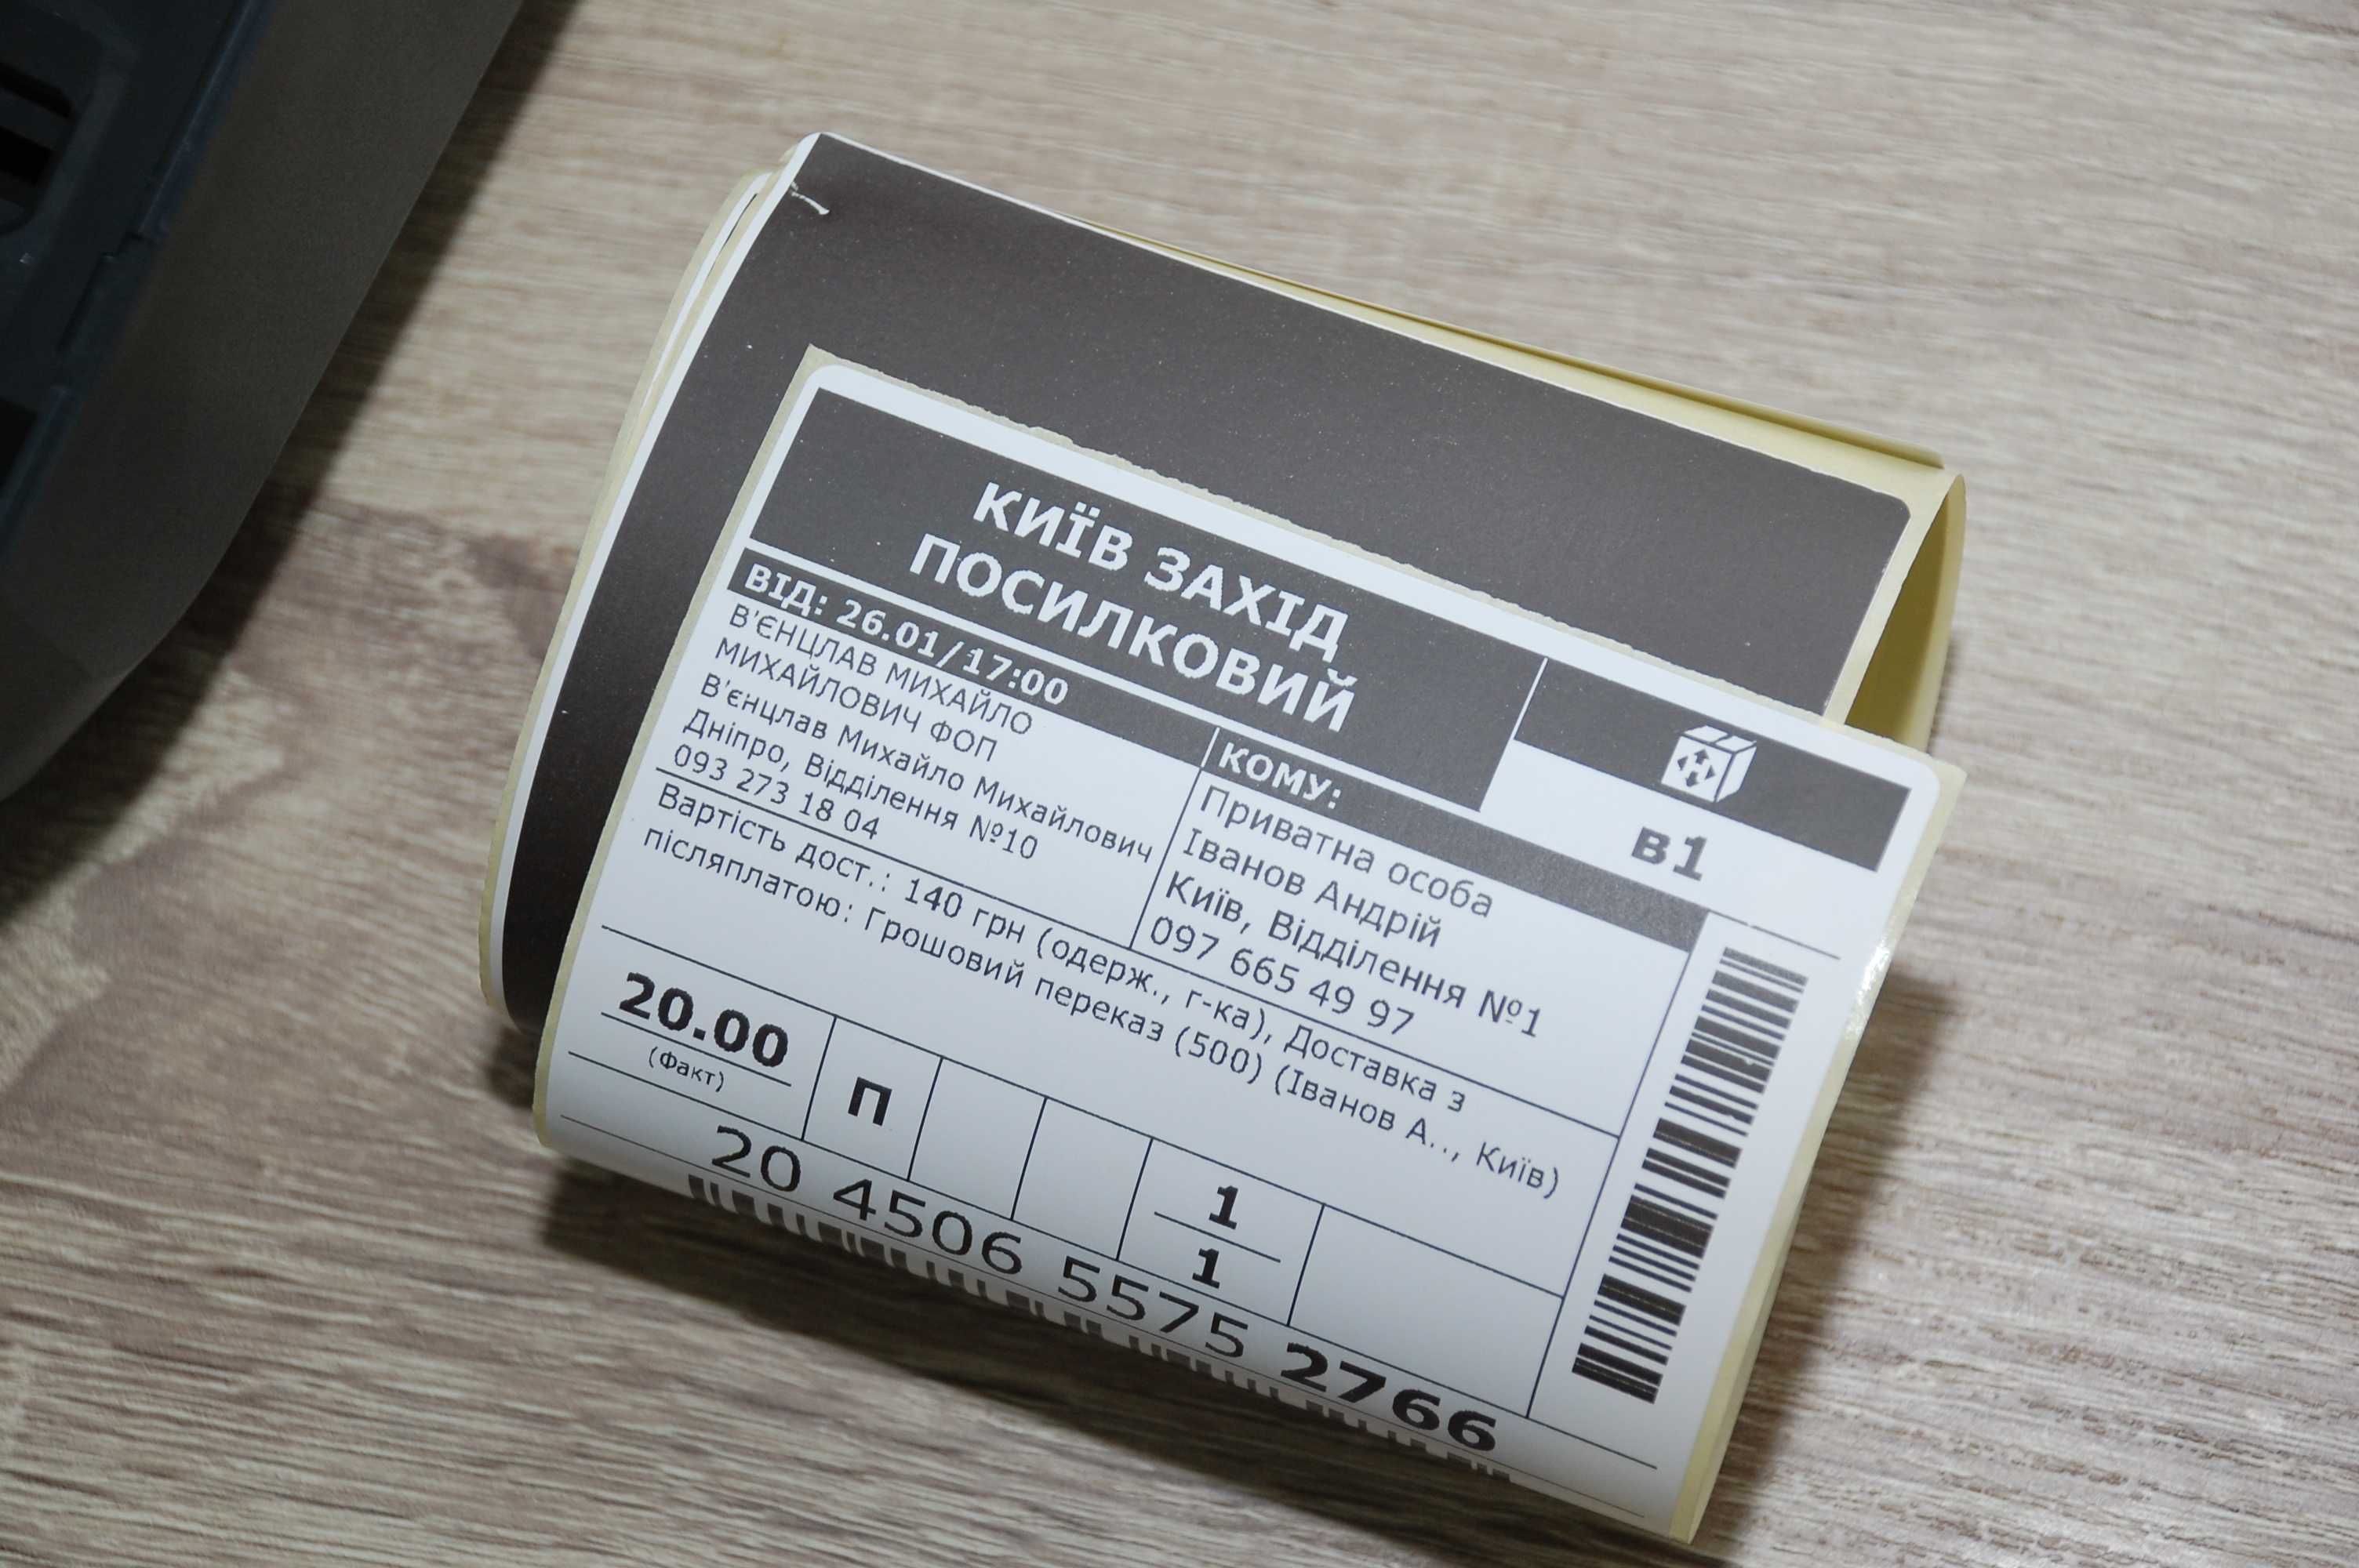 КИЇВ ЗАХІД
ПОСИЛКОВИЙ
в1
ВІД: 26.01/17:00
В'ЄНЦЛАВ МИХАЙЛО
МИХАЙЛОВИЧ ФОП
В'єнцлав Михайло Михайлович
Дніпро, Відділення №10
093 273 18 04
КОМУ:
Приватна особа
Іванов Андрій
Київ, Відділення №1
097 665 49 97
Вартість дост.: 140 грн (одерж., г-ка), Доставка з
післяплатою: Грошовий переказ (500) (Іванов А.., Київ)
20.00
(Факт)
П
1
1
20 4506 5575 2766